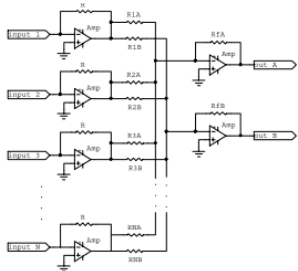 R
R1A
Amp
RfA
input 1
R1B
Amp
out A
R
R2A
Amp
input 2
R2B
RfB
R
R3A
Amp
out B
Amp
input 3
R3B
R
RNA
Amp
input N
RNB